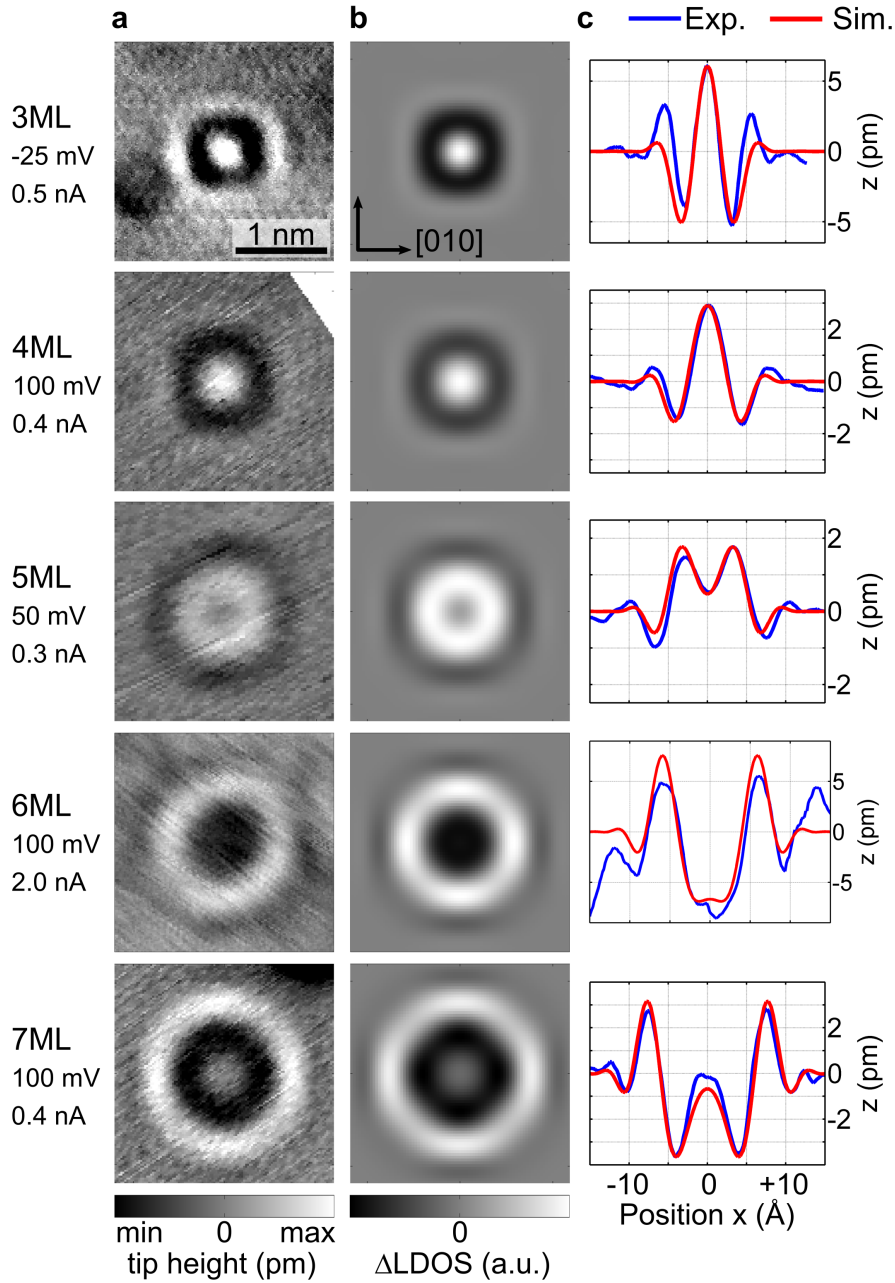 a b c Exp. Sim.
3ML
-25 mV
0.5 nA
1 nm
[010]
5
0
-5
z (pm)
4ML
100 mV
0.4 nA
2
0
-2
z (pm)
5ML
50 mV
0.3 nA
2
0
-2
z (pm)
6ML
100 mV
2.0 nA
5
0
-5
z (pm)
7ML
100 mV
0.4 nA
2
0
-2
z (pm)
-10 0 +10
Position x (Å)
min 0 max
tip height (pm)
0
ΔLDOS (a.u.)